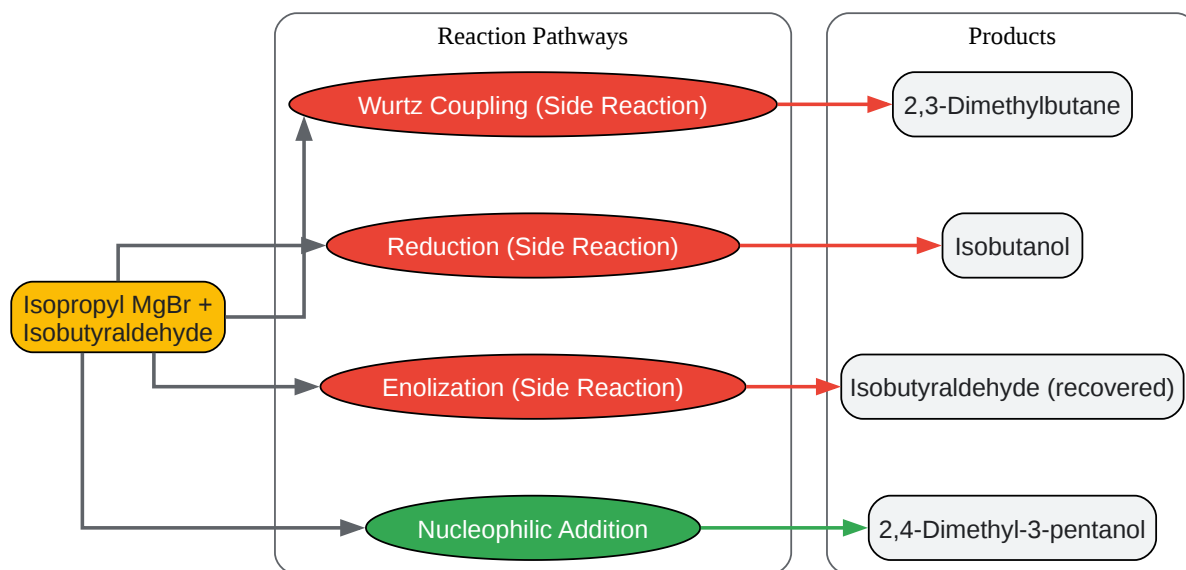 Reaction Pathways
Products
Wurtz Coupling (Side Reaction)
2,3-Dimethylbutane
Reduction (Side Reaction)
Isobutanol
Isopropyl MgBr +
Isobutyraldehyde
Enolization (Side Reaction)
Isobutyraldehyde (recovered)
Nucleophilic Addition
2,4-Dimethyl-3-pentanol